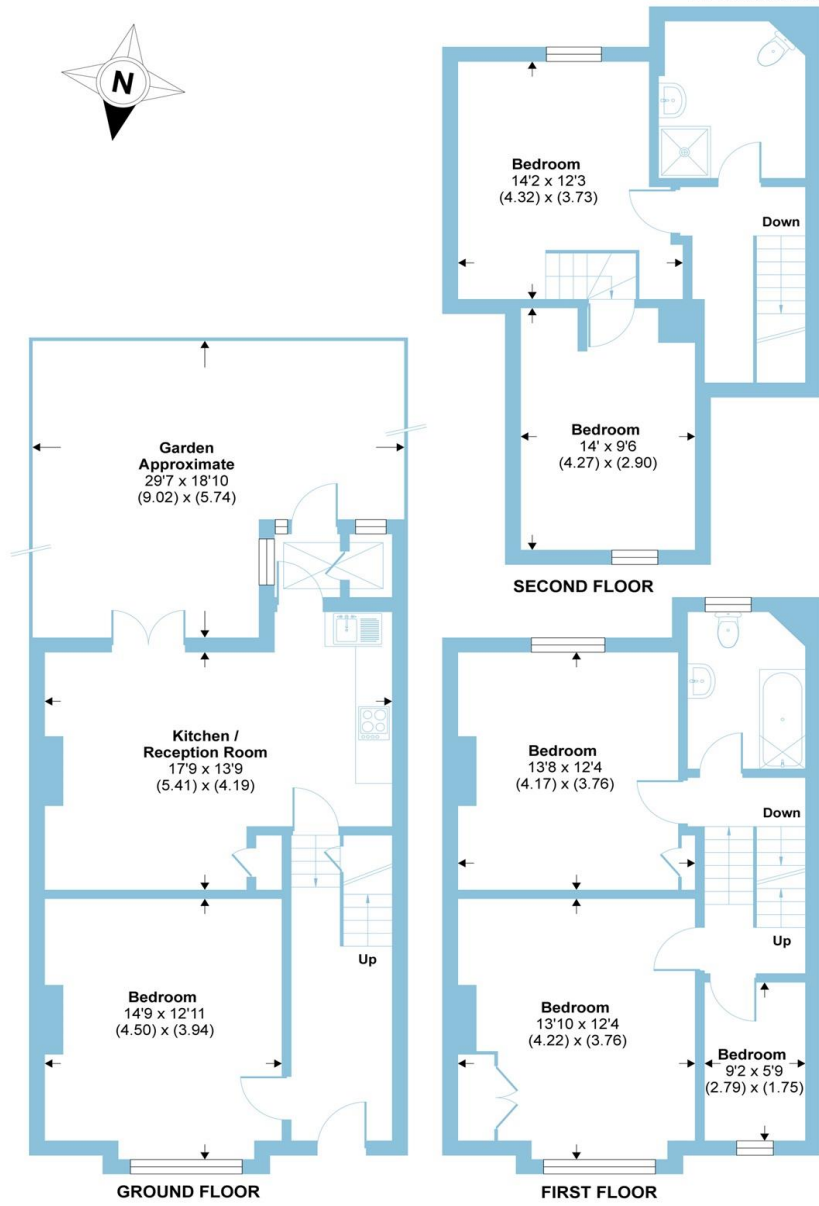 N
Bedroom
14'2 x 12'3
(4.32) x (3.73)
Down
Bedroom
14' x 9'6
(4.27) x (2.90)
SECOND FLOOR
Garden
Approximate
29'7 x 18'10
(9.02) x (5.74)
Kitchen /
Reception Room
17'9 x 13'9
(5.41) x (4.19)
Up
Bedroom
14'9 x 12'11
(4.50) x (3.94)
GROUND FLOOR
Bedroom
13'8 x 12'4
(4.17) x (3.76)
Down
Up
Bedroom
13'10 x 12'4
(4.22) x (3.76)
Bedroom
9'2 x 5'9
(2.79) x (1.75)
FIRST FLOOR